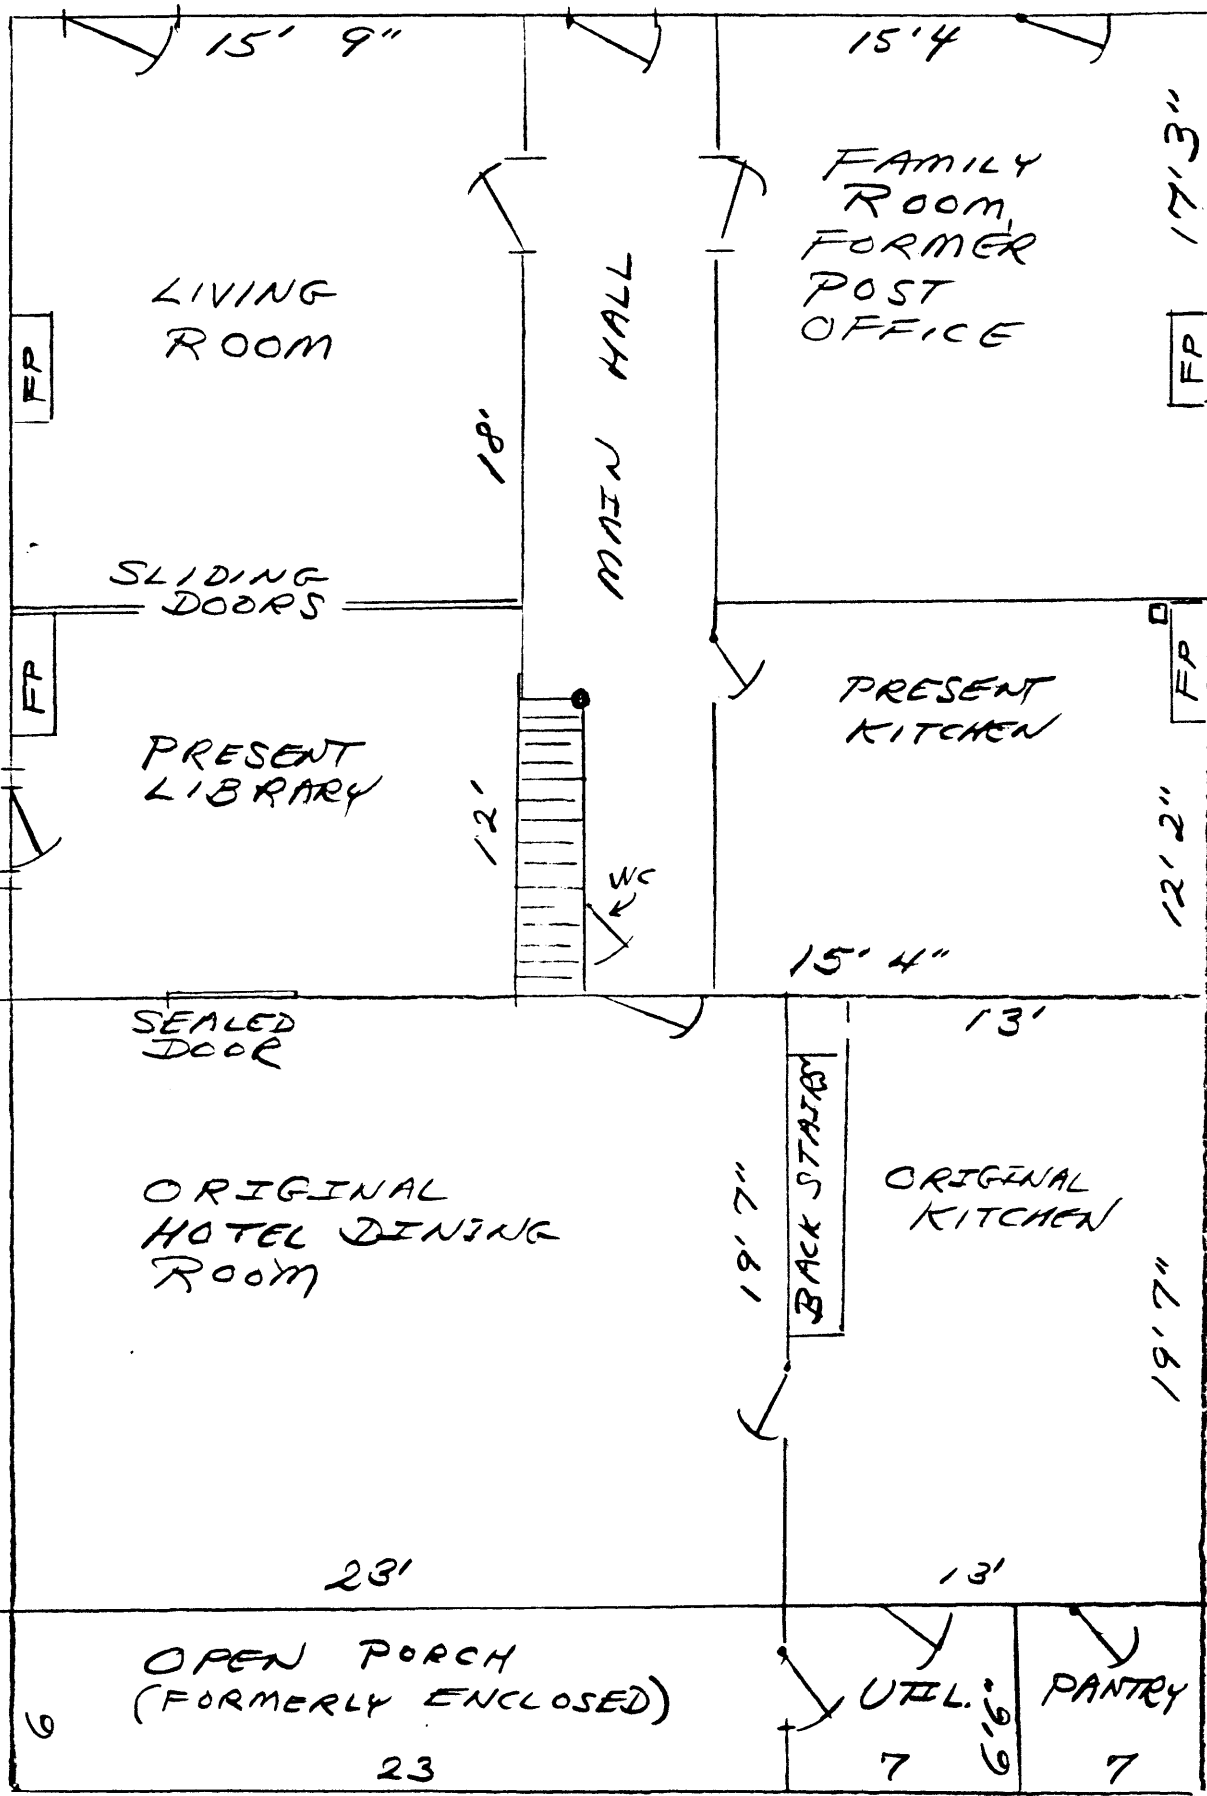 15' 9"
15'4
17'3"
FAMILY
ROOM,
FORMER
POST
OFFICE
LIVING
ROOM
FP
FP
MAIN HALL
18'
SLIDING
DOORS
FP
FP
PRESENT
KITCHEN
PRESENT
LIBRARY
12'
12' 2"
WC
15' 4"
SEALED
DOOR
13'
BACK STAIRS
ORIGINAL
HOTEL DINING
ROOM
19' 7"
ORIGINAL
KITCHEN
19' 7"
23'
13'
OPEN PORCH
(FORMERLY ENCLOSED)
6
23
UTIL.
6'6"
PANTRY
7
7